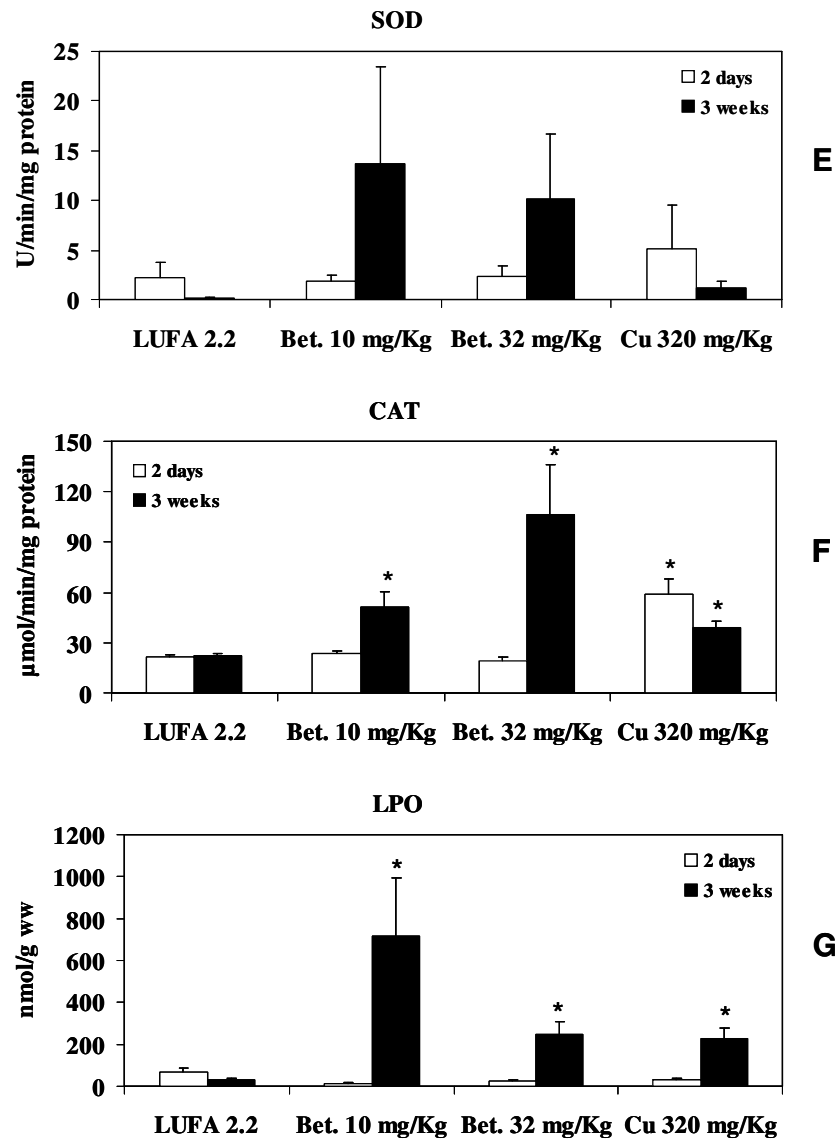 SOD
25
20
15
10
5
0
U/min/mg protein
2 days
3 weeks
E
LUFA 2.2 Bet. 10 mg/Kg Bet. 32 mg/Kg Cu 320 mg/Kg
CAT
150
120
90
60
30
0
µmol/min/mg protein
2 days
3 weeks
* * * *
F
LUFA 2.2 Bet. 10 mg/Kg Bet. 32 mg/Kg Cu 320 mg/Kg
LPO
1200
1000
800
600
400
200
0
nmol/g ww
2 days
3 weeks
* * *
G
LUFA 2.2 Bet. 10 mg/Kg Bet. 32 mg/Kg Cu 320 mg/Kg